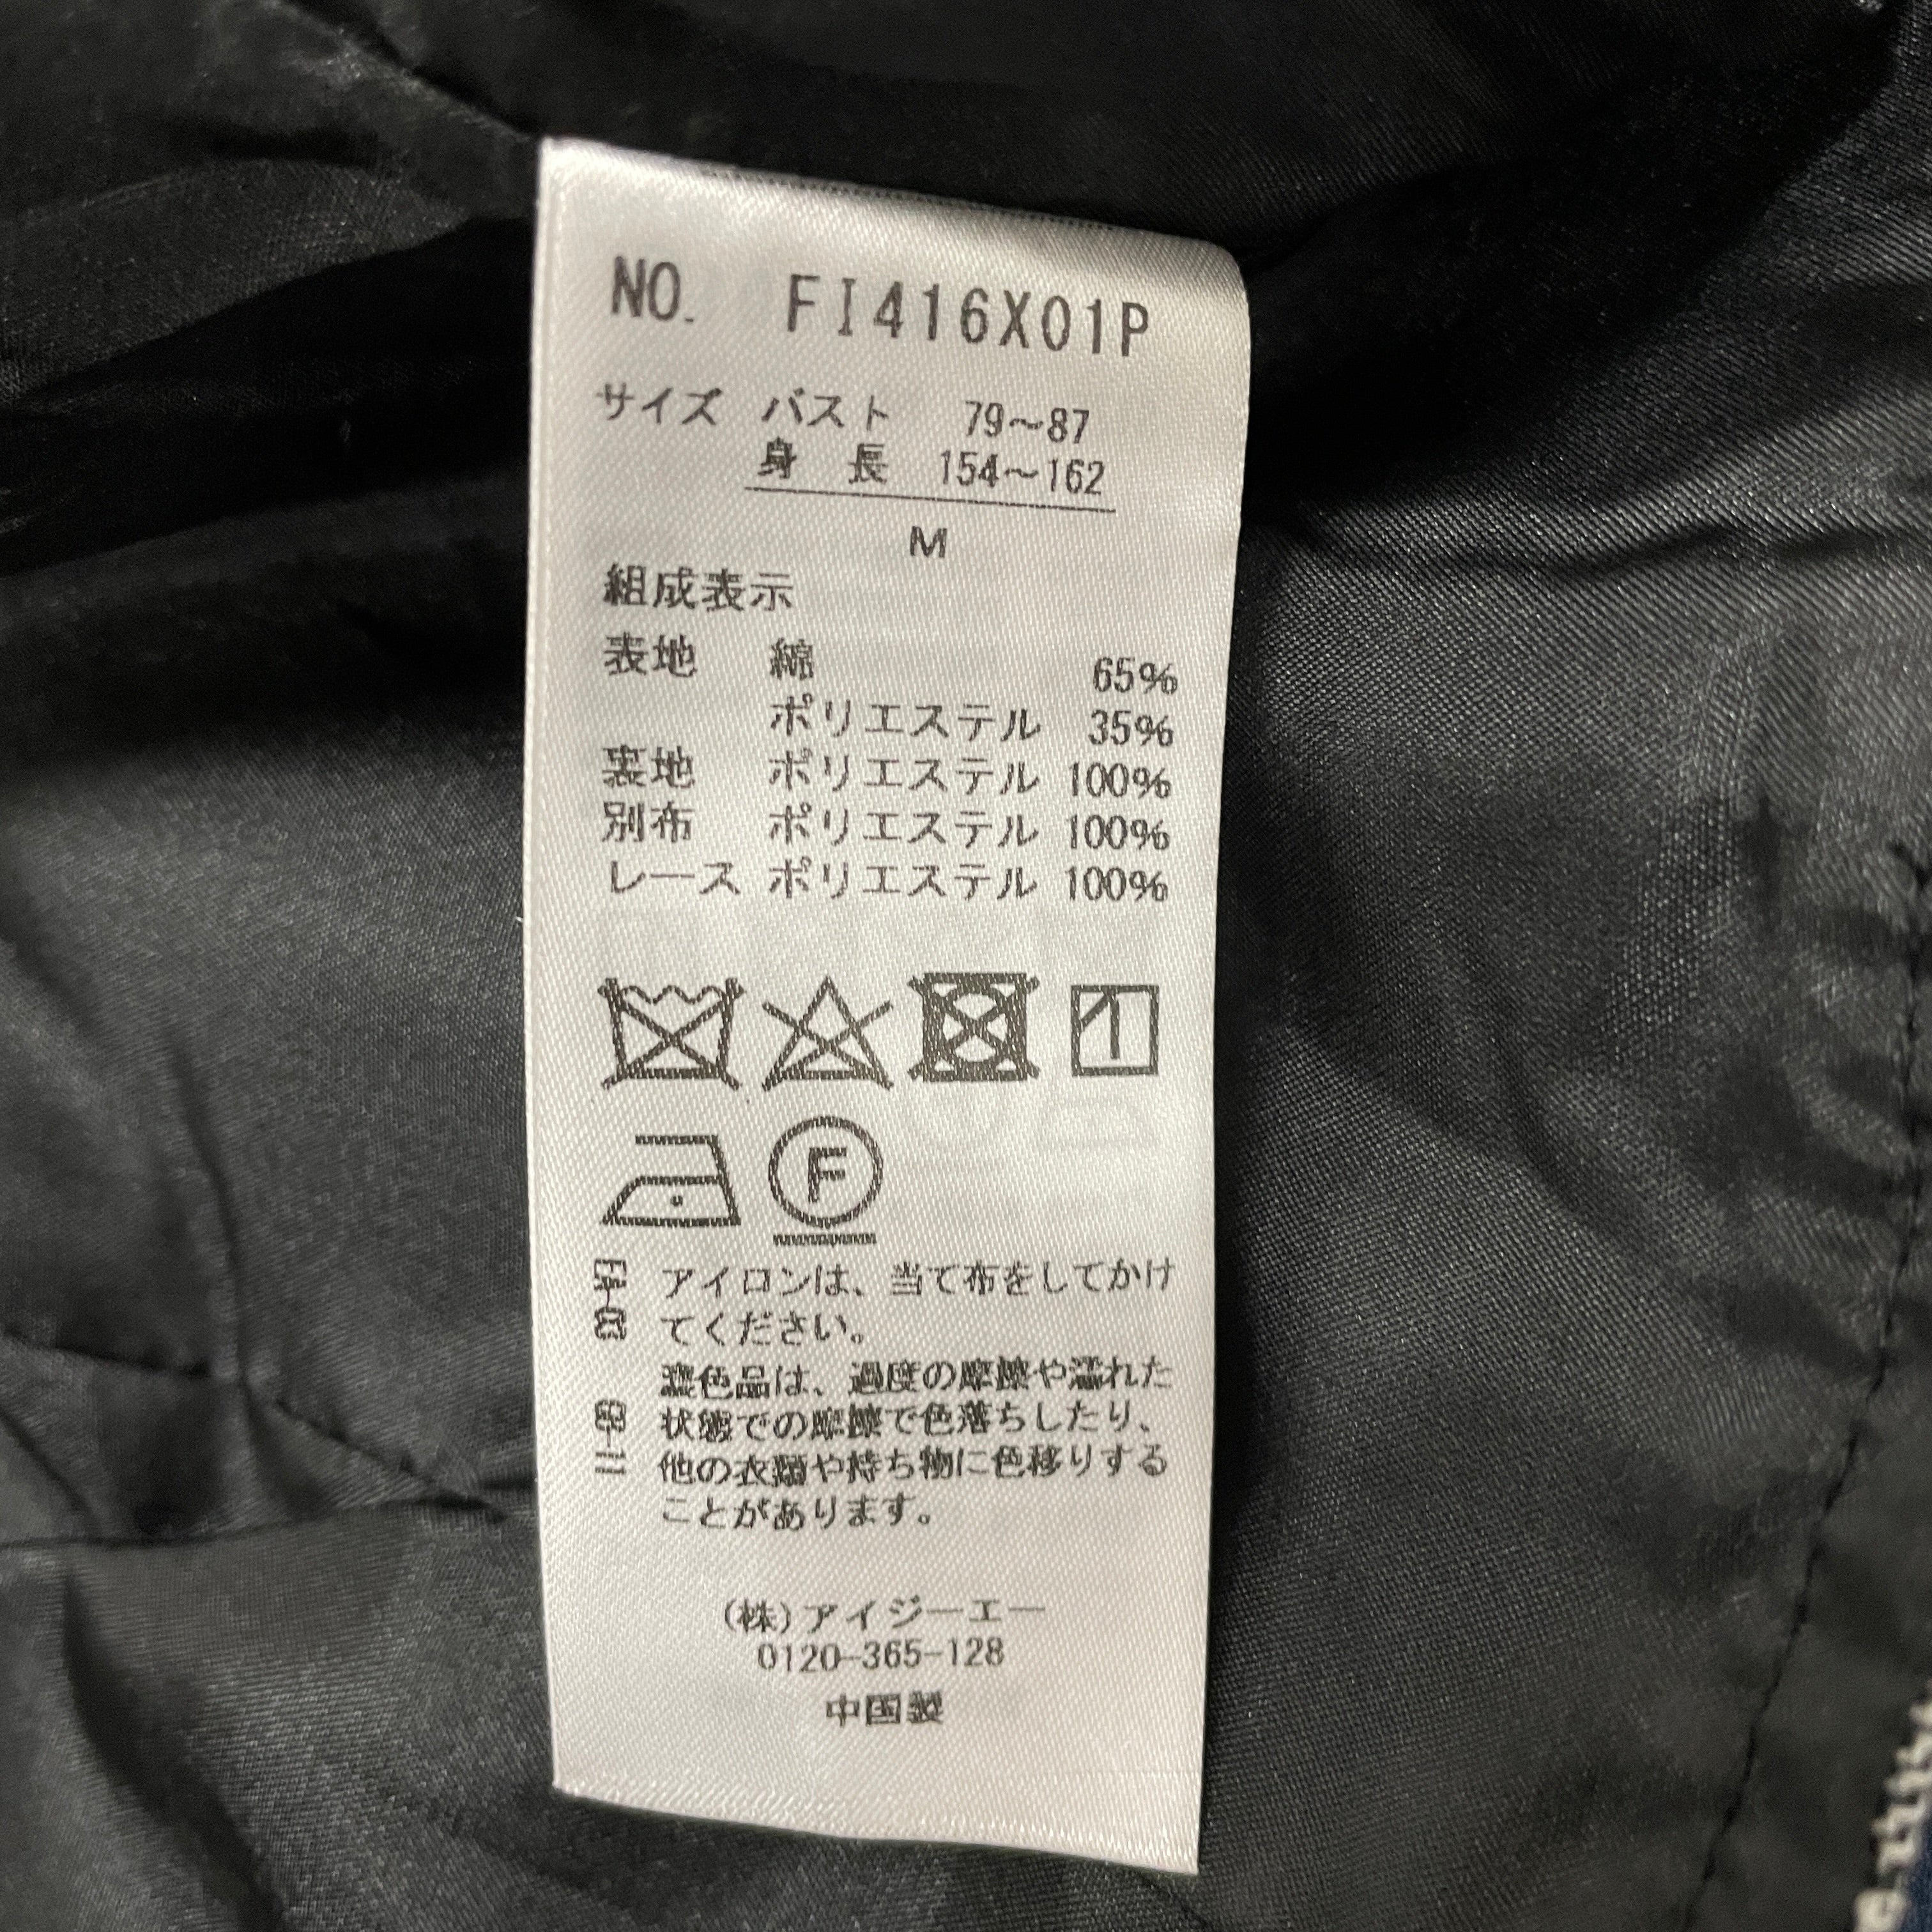 NO. FI416X01P
サイズ バスト 79～87
身 長 154～162
M
組成表示
表地 綿 65%
ポリエステル 35%
裏地 ポリエステル 100%
別布 ポリエステル 100%
レース ポリエステル 100%
F
アイロンは、当て布をしてかけ
てください。
濃色品は、過度の摩擦や濡れた
状態での摩擦で色落ちしたり、
他の衣類や持ち物に色移りする
ことがあります。
(株)アイジーエー
0120-365-128
中国製